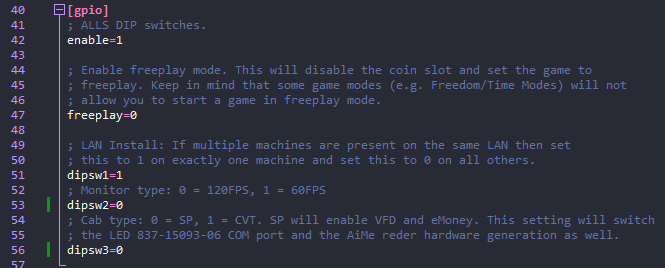 40 [gpio]
41 ; ALLS DIP switches.
42 enable=1
43
44 ; Enable freeplay mode. This will disable the coin slot and set the game to
45 ; freeplay. Keep in mind that some game modes (e.g. Freedom/Time Modes) will not
46 ; allow you to start a game in freeplay mode.
47 freeplay=0
48
49 ; LAN Install: If multiple machines are present on the same LAN then set
50 ; this to 1 on exactly one machine and set this to 0 on all others.
51 dipsw1=1
52 ; Monitor type: 0 = 120FPS, 1 = 60FPS
53 dipsw2=0
54 ; Cab type: 0 = SP, 1 = CVT. SP will enable VFD and eMoney. This setting will switch
55 ; the LED 837-15093-06 COM port and the AiMe reder hardware generation as well.
56 dipsw3=0
57